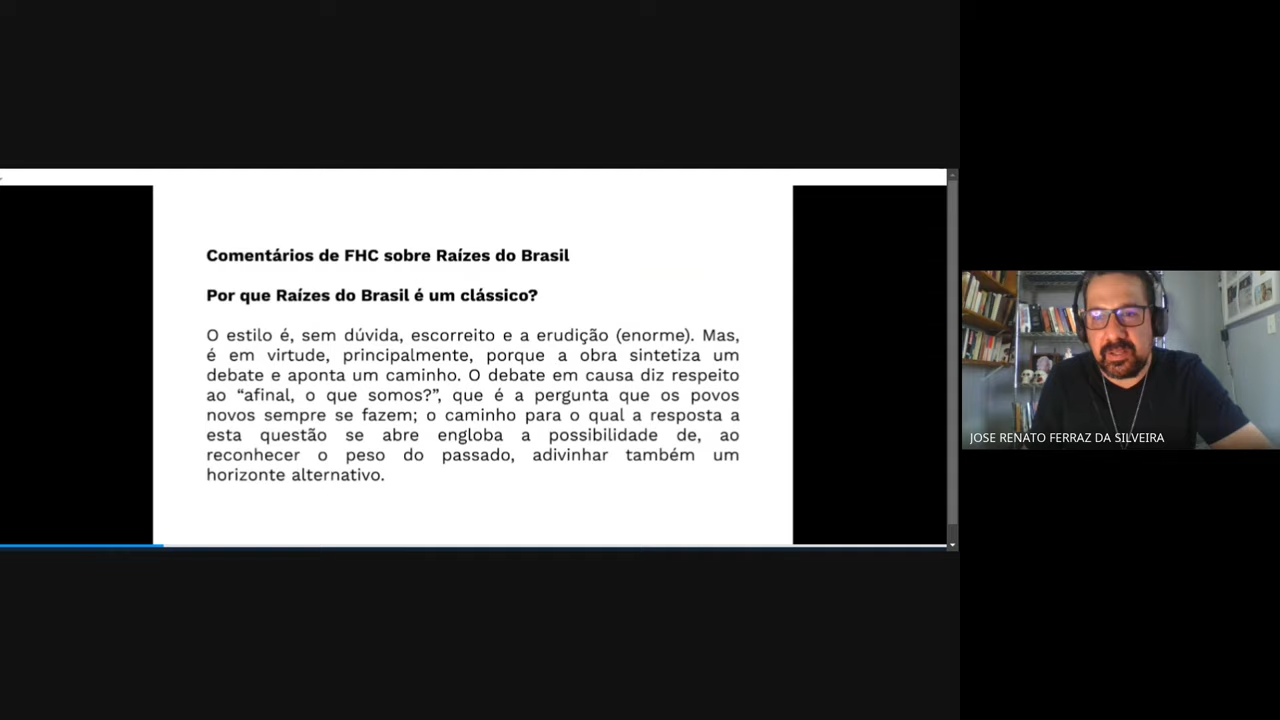 Comentários de FHC sobre Raízes do Brasil
Por que Raízes do Brasil é um clássico?
O estilo é, sem dúvida, escorreito e a erudição (enorme). Mas,
é em virtude, principalmente, porque a obra sintetiza um
debate e aponta um caminho. O debate em causa diz respeito
ao “afinal, o que somos?”, que é a pergunta que os povos
novos sempre se fazem; o caminho para o qual a resposta a
esta questão se abre engloba a possibilidade de, ao
reconhecer o peso do passado, adivinhar também um
horizonte alternativo.
JOSE RENATO FERRAZ DA SILVEIRA